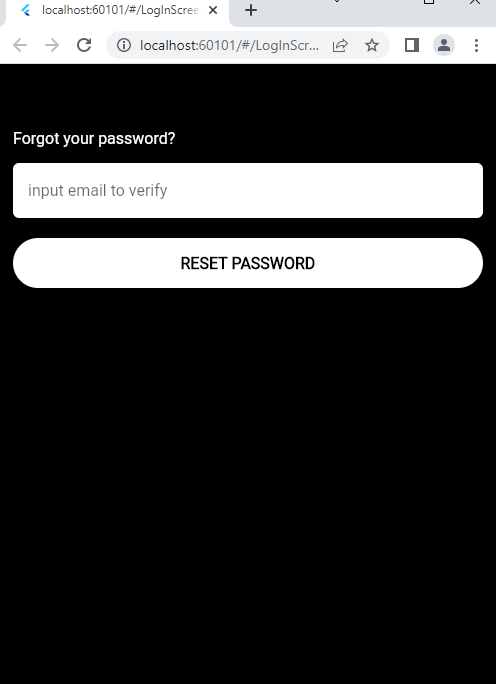 localhost:60101/#/LogInScree
localhost:60101/#/LogInScr...
Forgot your password?
input email to verify
RESET PASSWORD